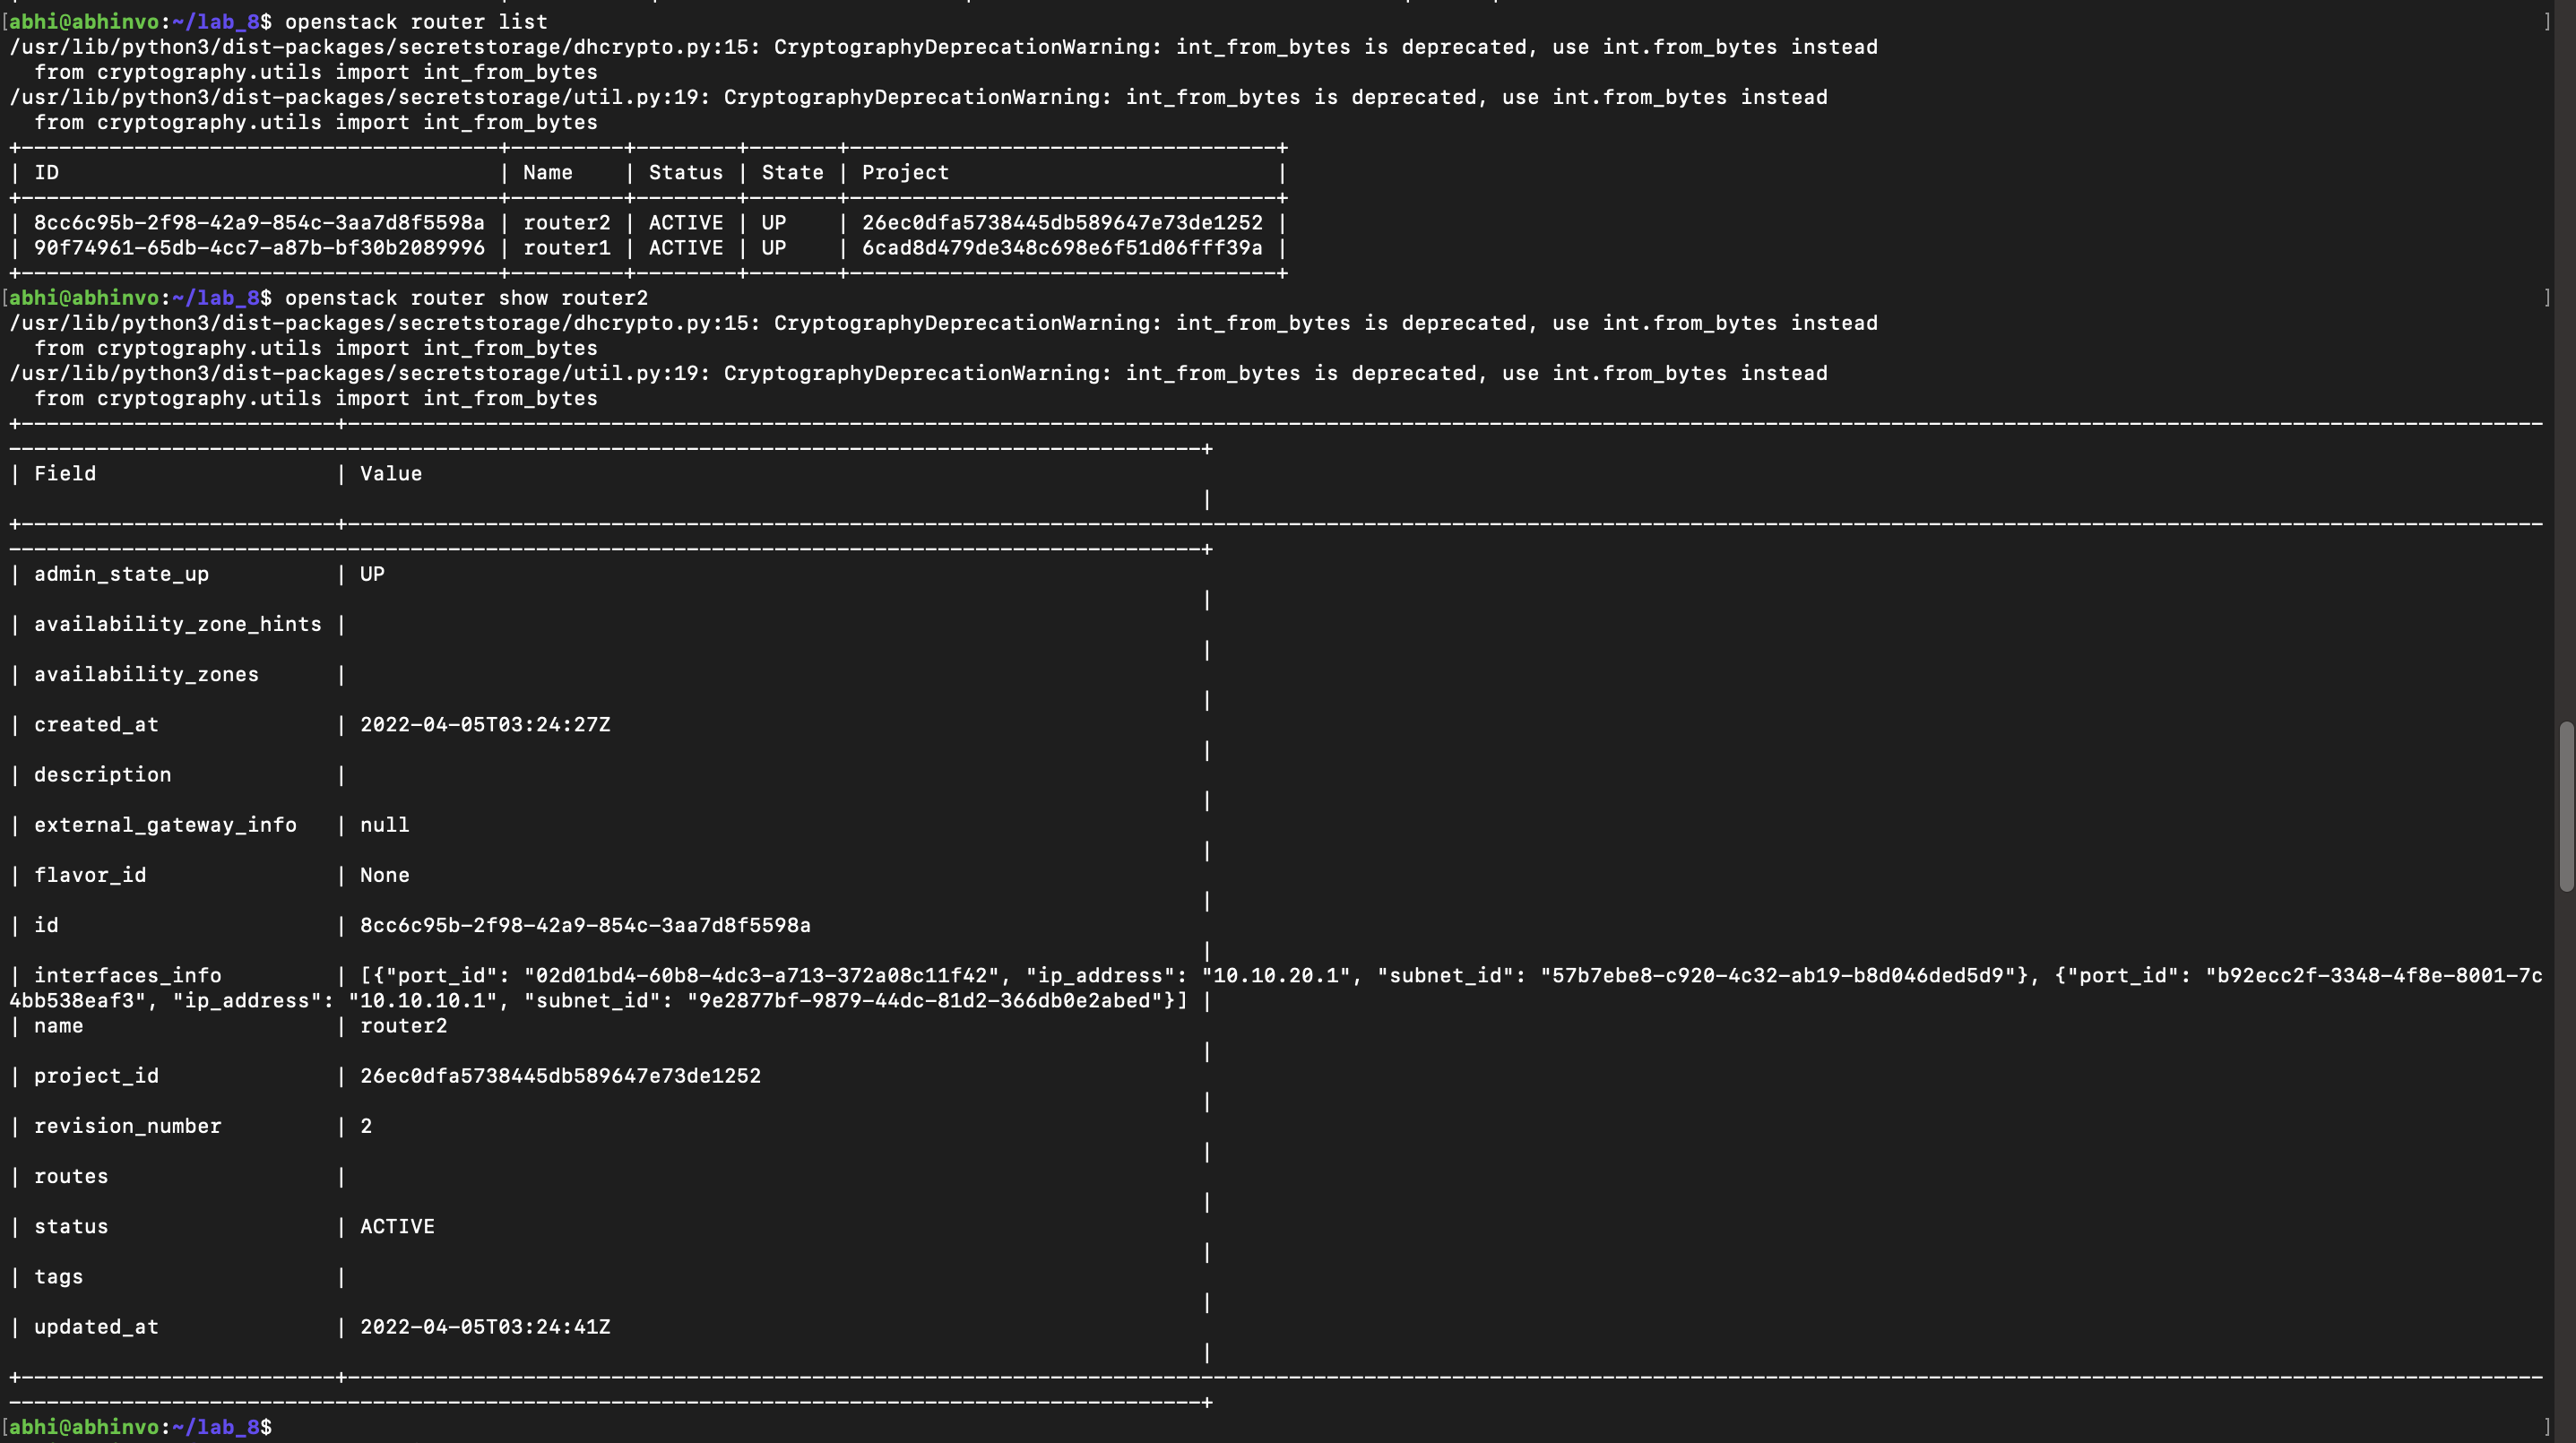 [abhi@abhinvo:~/lab_8$ openstack router list ]
/usr/lib/python3/dist-packages/secretstorage/dhcrypto.py:15: CryptographyDeprecationWarning: int_from_bytes is deprecated, use int.from_bytes instead
  from cryptography.utils import int_from_bytes
/usr/lib/python3/dist-packages/secretstorage/util.py:19: CryptographyDeprecationWarning: int_from_bytes is deprecated, use int.from_bytes instead
  from cryptography.utils import int_from_bytes
+--------------------------------------+---------+--------+-------+----------------------------------+
| ID                                   | Name    | Status | State | Project                          |
+--------------------------------------+---------+--------+-------+----------------------------------+
| 8cc6c95b-2f98-42a9-854c-3aa7d8f5598a | router2 | ACTIVE | UP    | 26ec0dfa5738445db589647e73de1252 |
| 90f74961-65db-4cc7-a87b-bf30b2089996 | router1 | ACTIVE | UP    | 6cad8d479de348c698e6f51d06fff39a |
+--------------------------------------+---------+--------+-------+----------------------------------+
[abhi@abhinvo:~/lab_8$ openstack router show router2 ]
/usr/lib/python3/dist-packages/secretstorage/dhcrypto.py:15: CryptographyDeprecationWarning: int_from_bytes is deprecated, use int.from_bytes instead
  from cryptography.utils import int_from_bytes
/usr/lib/python3/dist-packages/secretstorage/util.py:19: CryptographyDeprecationWarning: int_from_bytes is deprecated, use int.from_bytes instead
  from cryptography.utils import int_from_bytes
| Field                   | Value
|
| admin_state_up          | UP
|
| availability_zone_hints |
|
| availability_zones      |
|
| created_at              | 2022-04-05T03:24:27Z
|
| description             |
|
| external_gateway_info   | null
|
| flavor_id               | None
|
| id                      | 8cc6c95b-2f98-42a9-854c-3aa7d8f5598a
|
| interfaces_info         | [{"port_id": "02d01bd4-60b8-4dc3-a713-372a08c11f42", "ip_address": "10.10.20.1", "subnet_id": "57b7ebe8-c920-4c32-ab19-b8d046ded5d9"}, {"port_id": "b92ecc2f-3348-4f8e-8001-7c
4bb538eaf3", "ip_address": "10.10.10.1", "subnet_id": "9e2877bf-9879-44dc-81d2-366db0e2abed"}] |
| name                    | router2
|
| project_id              | 26ec0dfa5738445db589647e73de1252
|
| revision_number         | 2
|
| routes                  |
|
| status                  | ACTIVE
|
| tags                    |
|
| updated_at              | 2022-04-05T03:24:41Z
|
[abhi@abhinvo:~/lab_8$ ]